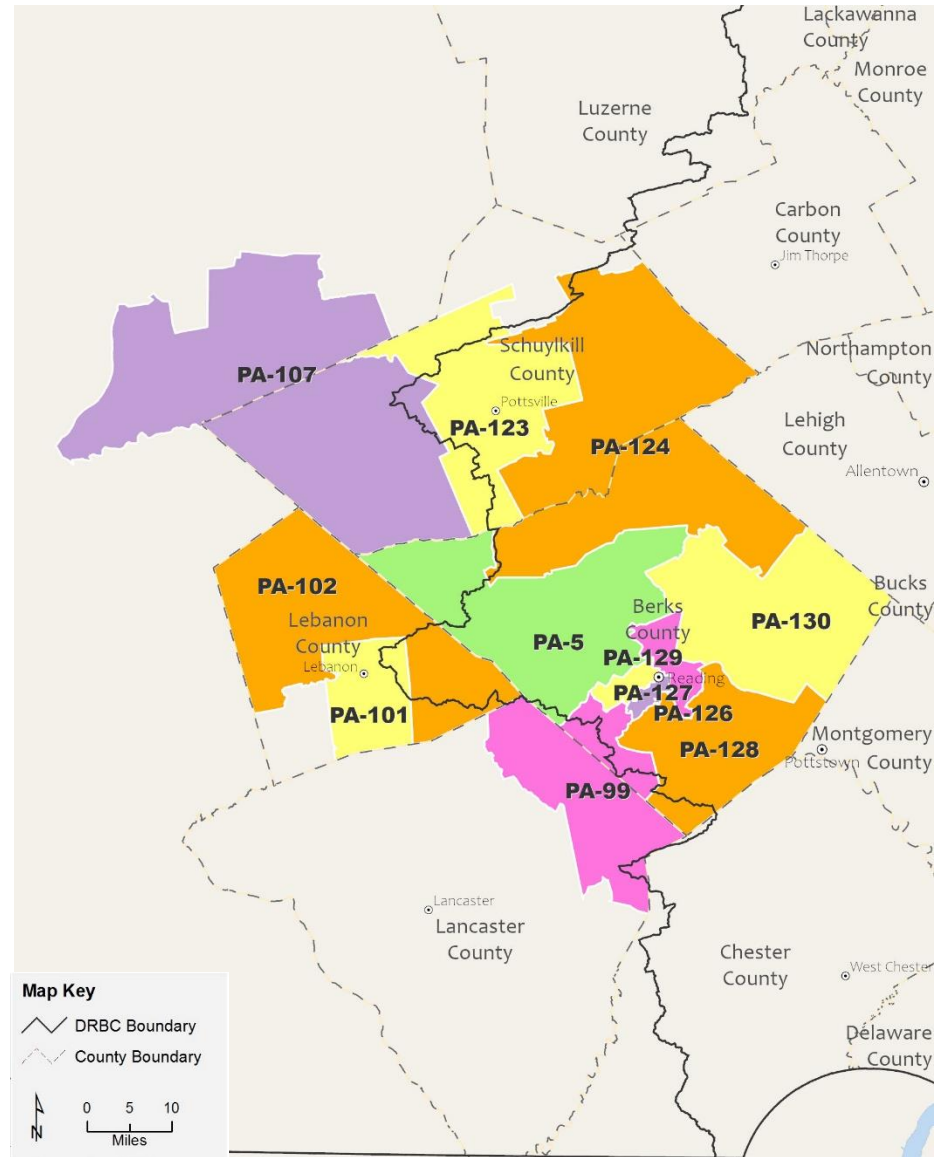 Lackawanna
County
Monroe
County
Luzerne
County
Carbon
County
Jim Thorpe
PA-107
Schuylkill
County
Northampton
County
Pottsville
PA-123
PA-124
Lehigh
County
Allentown
PA-102
Lebanon
County
Lebanon
PA-101
PA-5
Berks
County
PA-130
Bucks
County
PA-129
Reading
PA-127
PA-126
PA-128
Montgomery
County
Pottstown
PA-99
Lancaster
Lancaster
County
Chester
County
West Chester
Delaware
County
Map Key
DRBC Boundary
County Boundary
N
0 5 10
Miles